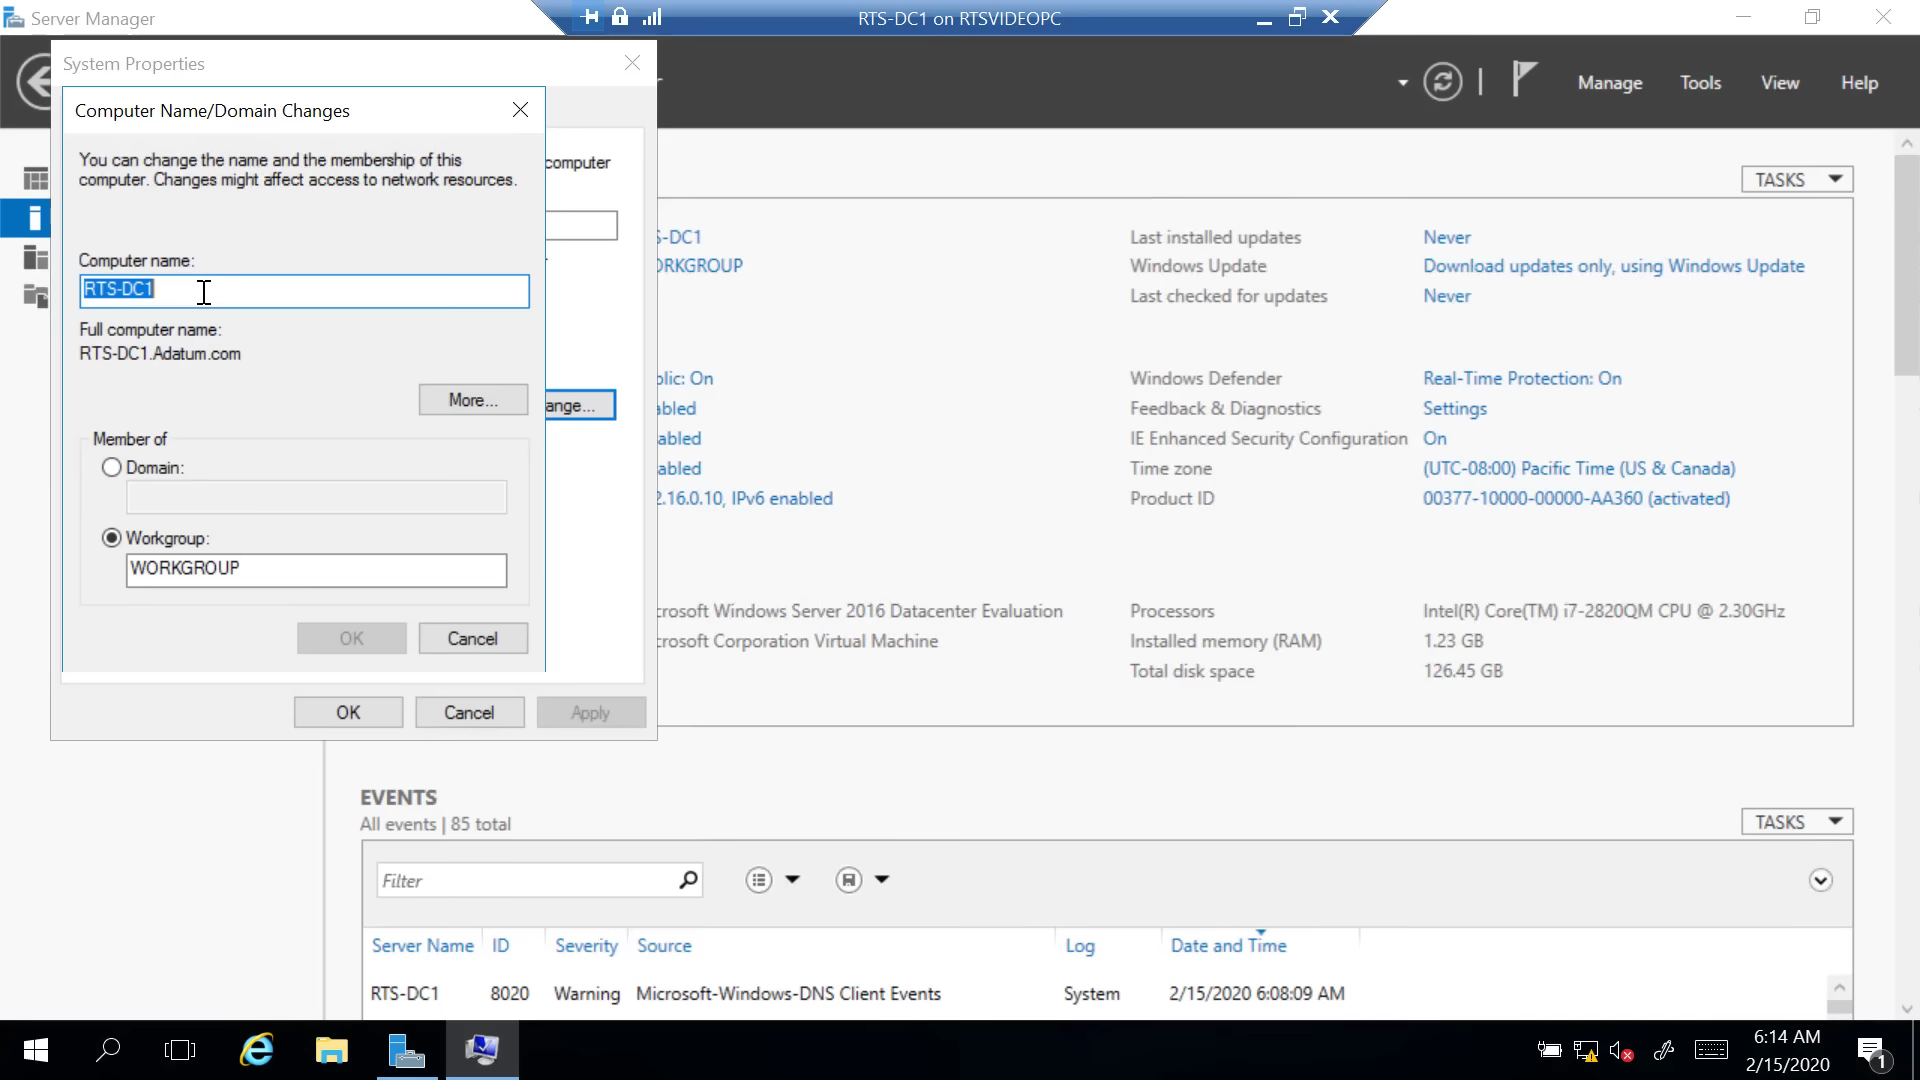 Server Manager
RTS-DC1 on RTSVIDEOPC
System Properties
Manage
Tools
View
Help
Computer Name/Domain Changes
You can change the name and the membership of this
computer. Changes might affect access to network resources.
computer
Computer name:
RTS-DC1
Full computer name:
RTS-DC1.Adatum.com
More...
ange...
Member of
Domain:
Workgroup:
WORKGROUP
OK
Cancel
OK
Cancel
Apply
TASKS
S-DC1
ORKGROUP
Last installed updates
Never
Windows Update
Download updates only, using Windows Update
Last checked for updates
Never
blic: On
abled
abled
abled
2.16.0.10, IPv6 enabled
Windows Defender
Real-Time Protection: On
Feedback & Diagnostics
Settings
IE Enhanced Security Configuration
On
Time zone
(UTC-08:00) Pacific Time (US & Canada)
Product ID
00377-10000-00000-AA360 (activated)
crosoft Windows Server 2016 Datacenter Evaluation
crosoft Corporation Virtual Machine
Processors
Intel(R) Core(TM) i7-2820QM CPU @ 2.30GHz
Installed memory (RAM)
1.23 GB
Total disk space
126.45 GB
EVENTS
All events | 85 total
TASKS
Filter
Server Name ID Severity Source Log Date and Time
RTS-DC1 8020 Warning Microsoft-Windows-DNS Client Events System 2/15/2020 6:08:09 AM
6:14 AM
2/15/2020
1